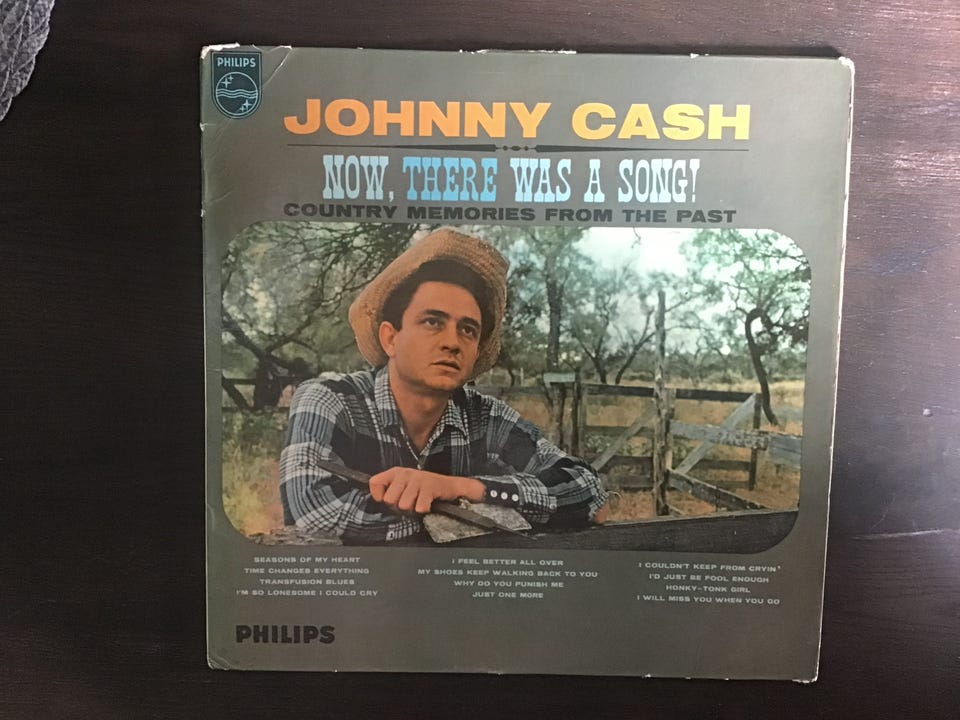 PHILIPS
JOHNNY CASH
NOW, THERE WAS A SONG!
COUNTRY MEMORIES FROM THE PAST
SEASONS OF MY HEART
TIME CHANGES EVERYTHING
TRANSFUSION BLUES
I'M SO LONESOME I COULD CRY
I FEEL BETTER ALL OVER
MY SHOES KEEP WALKING BACK TO YOU
WHY DO YOU PUNISH ME
JUST ONE MORE
I COULDN'T KEEP FROM CRYIN'
I'D JUST BE FOOL ENOUGH
HONKY-TONK GIRL
I WILL MISS YOU WHEN YOU GO
PHILIPS